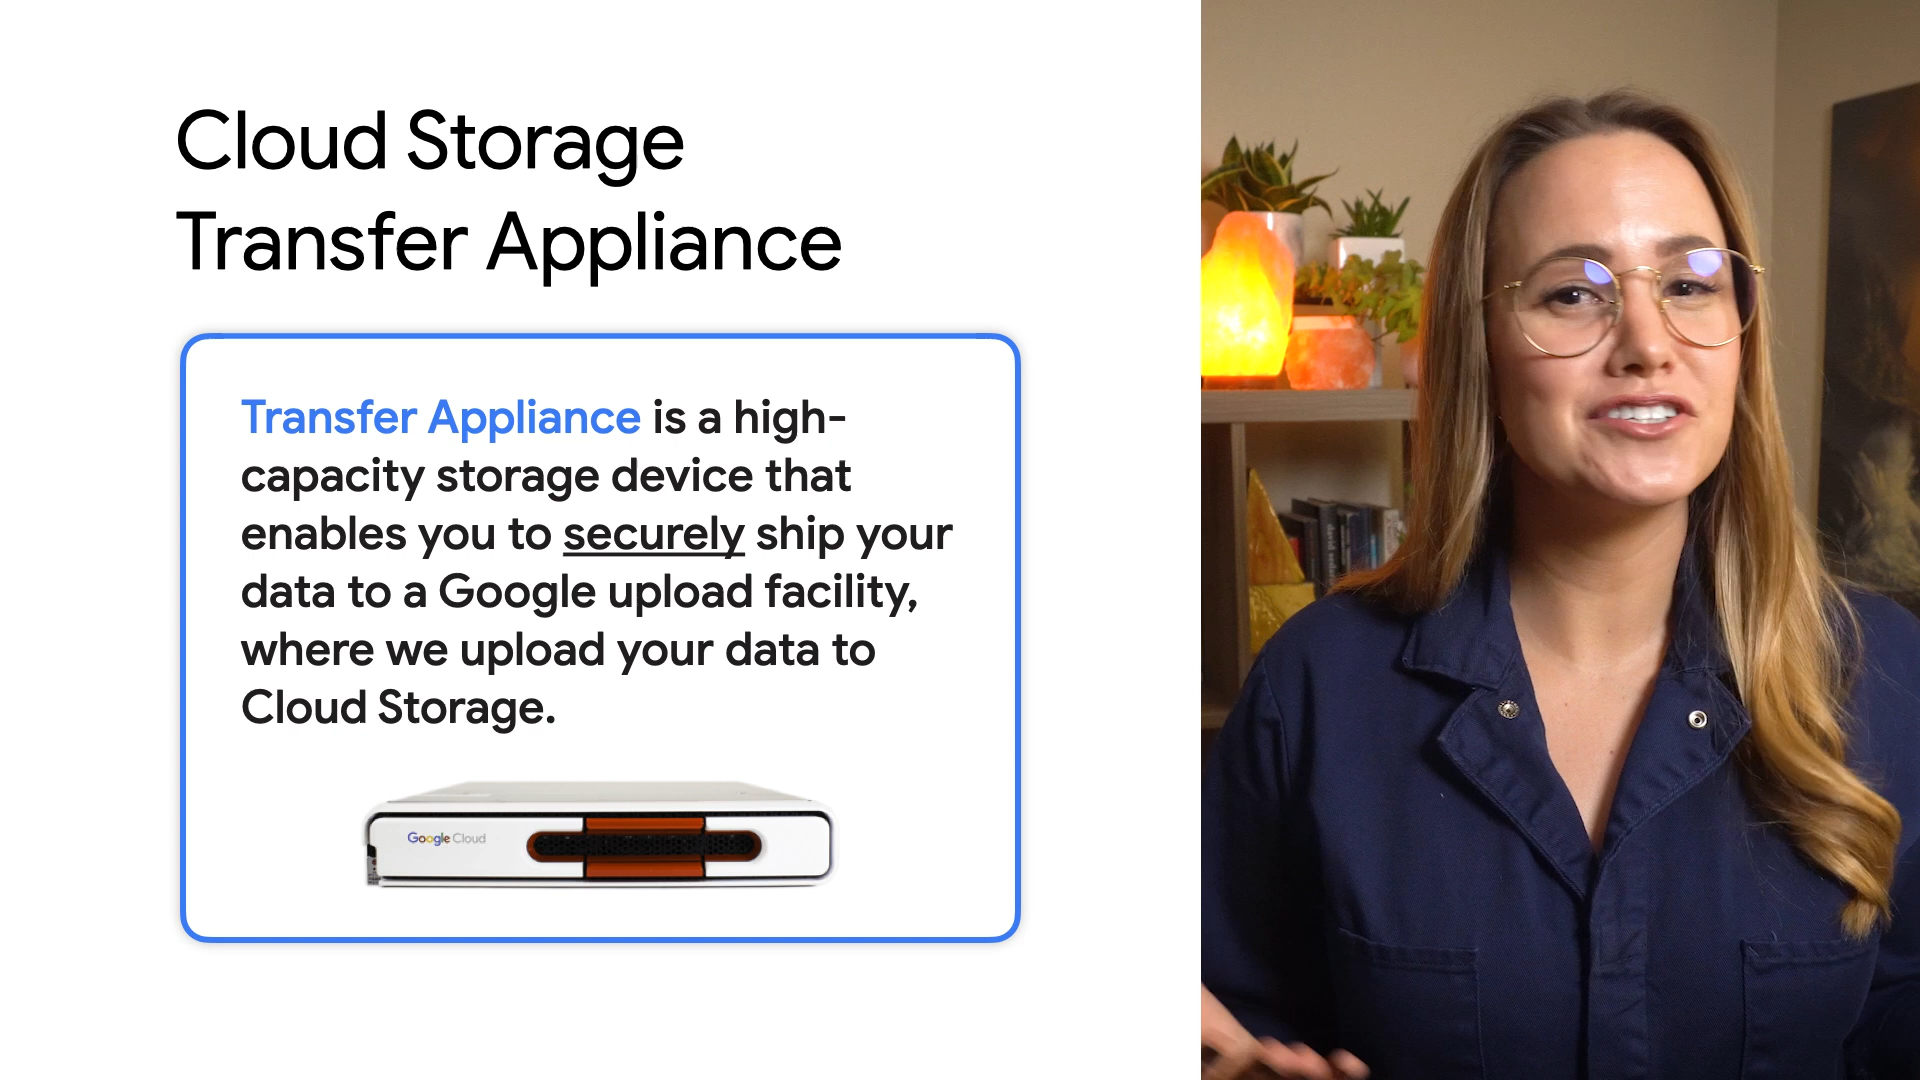 Cloud Storage
Transfer Appliance
Transfer Appliance is a high-
capacity storage device that
enables you to securely ship your
data to a Google upload facility,
where we upload your data to
Cloud Storage.
Google Cloud